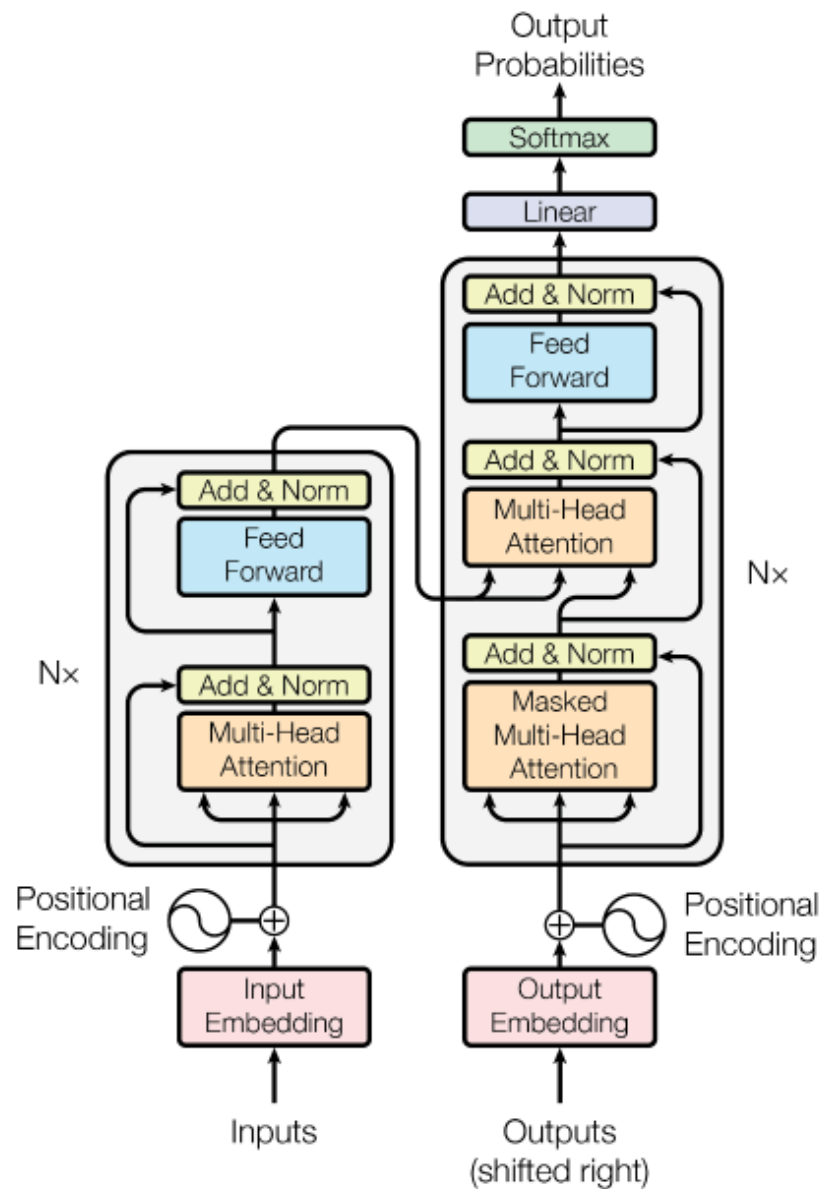 Output
Probabilities
Softmax
Linear
Add & Norm
Feed
Forward
Add & Norm
Multi-Head
Attention
Nx
Add & Norm
Masked
Multi-Head
Attention
Add & Norm
Feed
Forward
Nx
Add & Norm
Multi-Head
Attention
Positional
Encoding
Positional
Encoding
Input
Embedding
Output
Embedding
Inputs
Outputs
(shifted right)